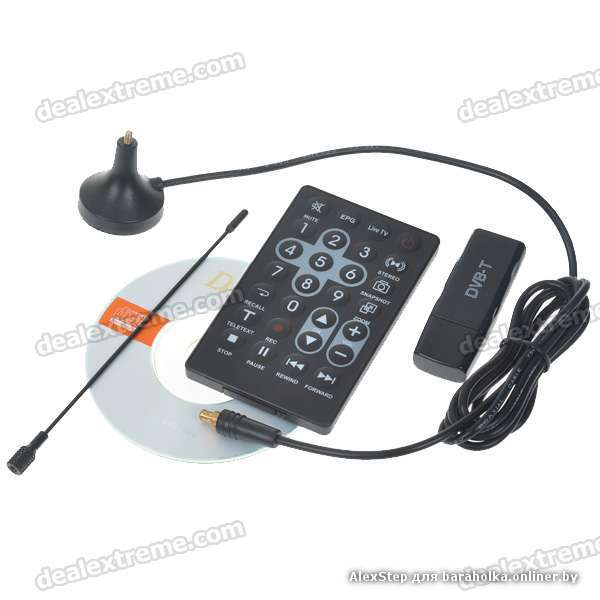 dealextreme.com
dealextreme.com
MUTE
EPG
Live TV
1
2
3
4
5
6
STEREO
7
8
9
SNAPSHOT
RECALL
0
ZOOM
T
TELETEXT
REC
STOP
PAUSE
REWIND
FORWARD
DVB-T
dealextreme.com
dealextreme.com
dealextreme.com
dealextreme.com
AlexStep для baraholka.onliner.by